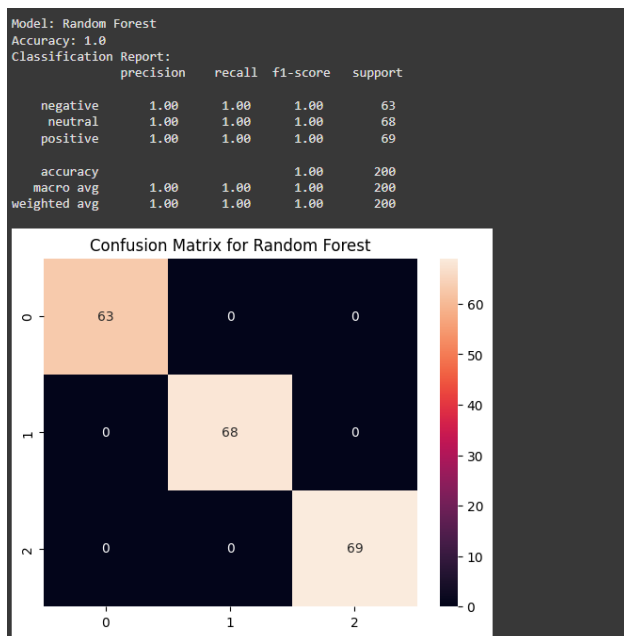 Model: Random Forest
Accuracy: 1.0
Classification Report:
precision recall f1-score support
negative 1.00 1.00 1.00 63
neutral 1.00 1.00 1.00 68
positive 1.00 1.00 1.00 69
accuracy 1.00 200
macro avg 1.00 1.00 1.00 200
weighted avg 1.00 1.00 1.00 200
Confusion Matrix for Random Forest
0 63 0 0
1 0 68 0
2 0 0 69
0 1 2
60
50
40
30
20
10
0